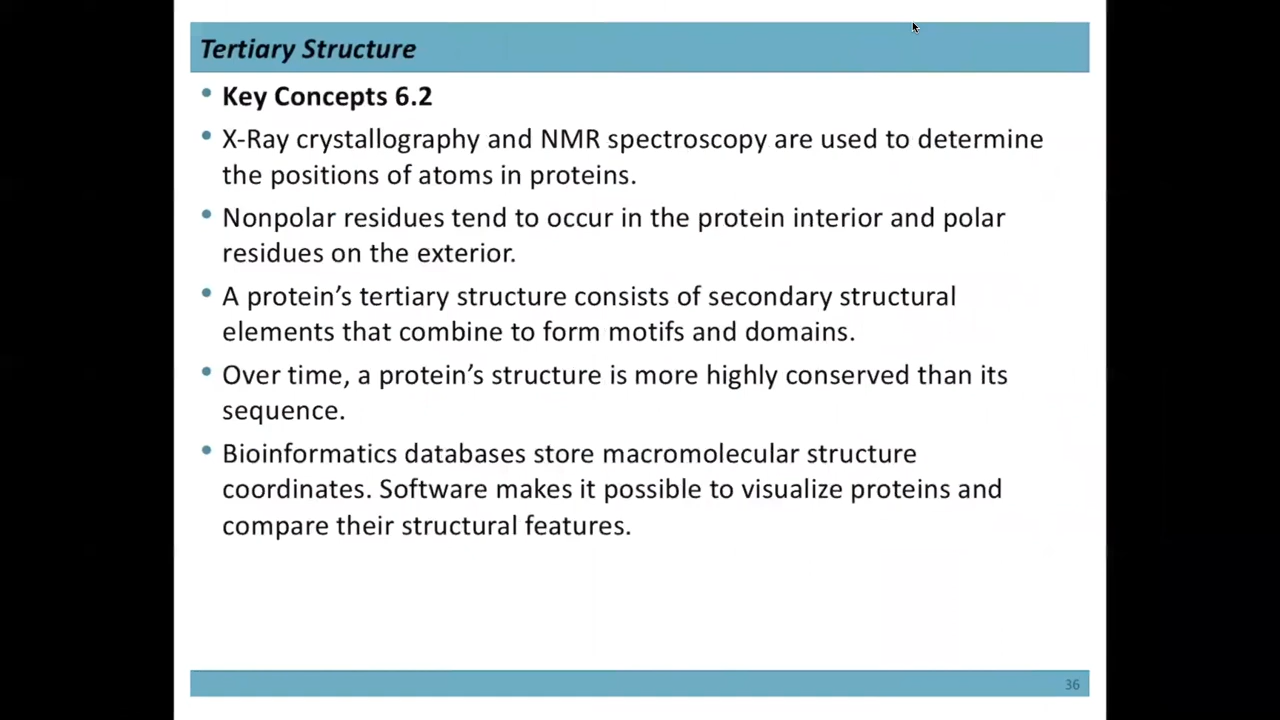 Tertiary Structure
• Key Concepts 6.2
• X-Ray crystallography and NMR spectroscopy are used to determine
the positions of atoms in proteins.
• Nonpolar residues tend to occur in the protein interior and polar
residues on the exterior.
• A protein’s tertiary structure consists of secondary structural
elements that combine to form motifs and domains.
• Over time, a protein’s structure is more highly conserved than its
sequence.
• Bioinformatics databases store macromolecular structure
coordinates. Software makes it possible to visualize proteins and
compare their structural features.
36